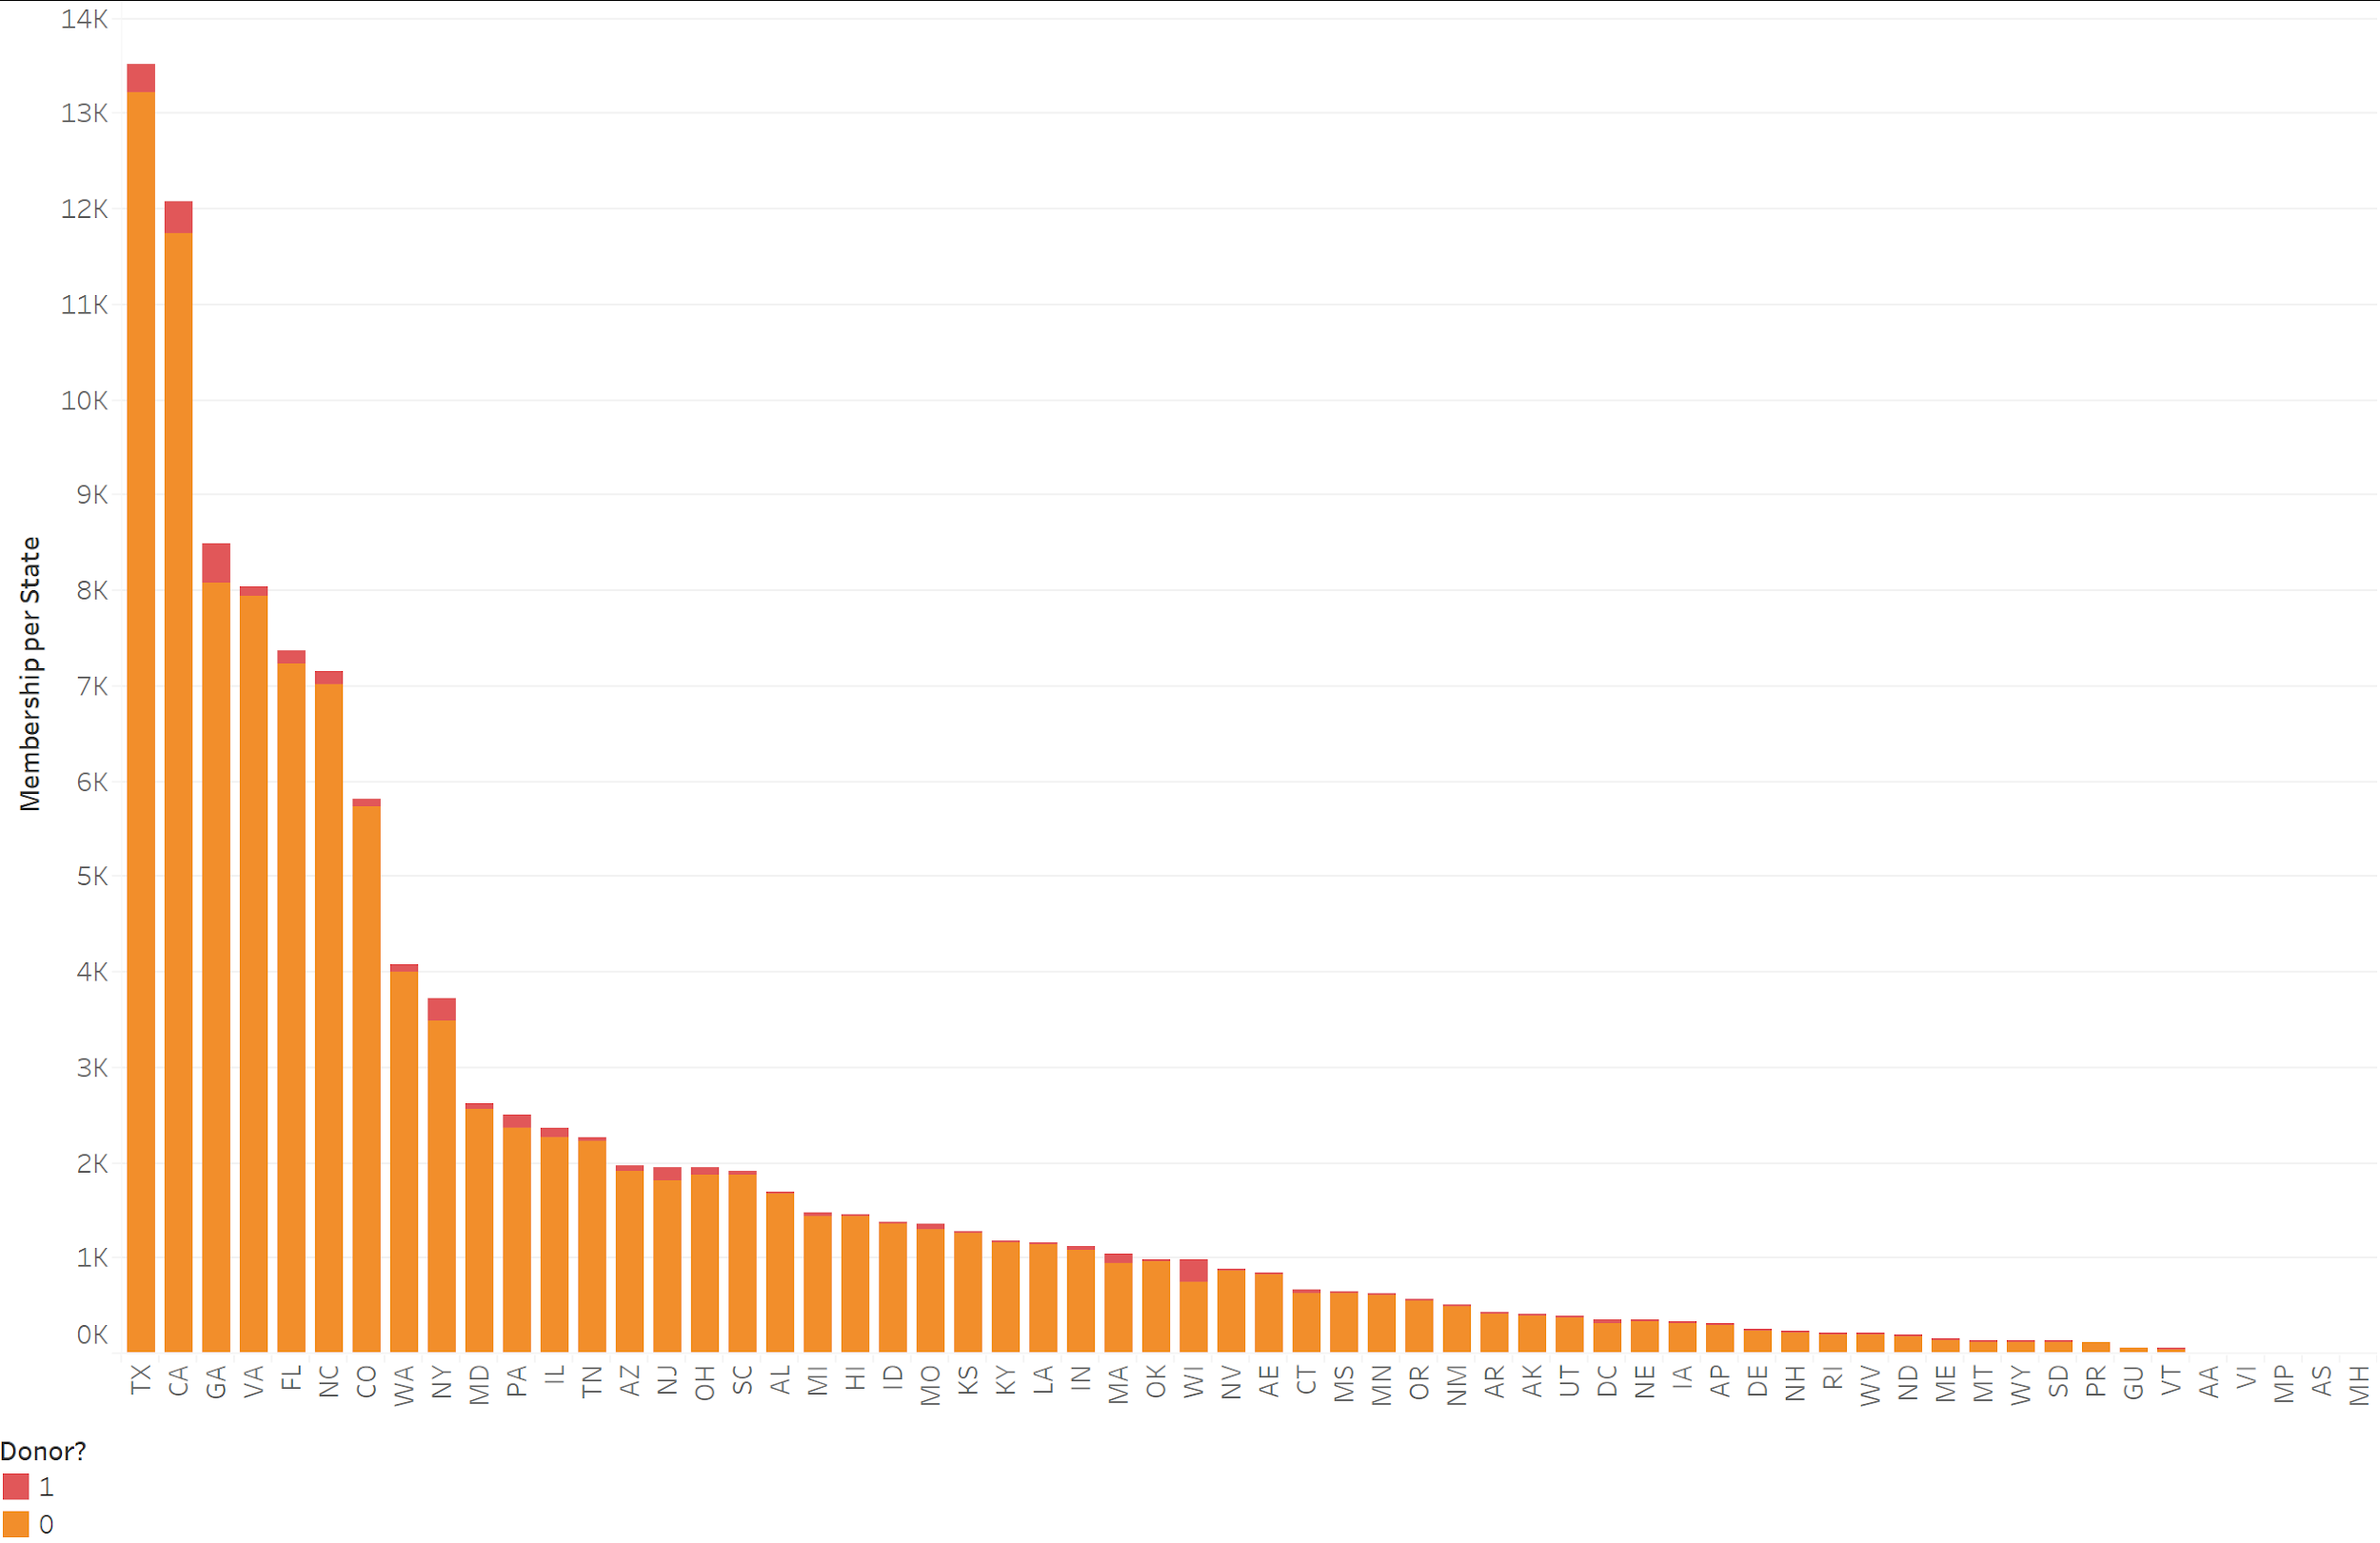 14K
13K
12K
11K
10K
9K
8K
7K
6K
5K
4K
3K
2K
1K
0K
Membership per State
TX CA GA VA FL NC CO WA NY MD PA IL TN AZ NJ OH SC AL MI HI ID MO KS KY LA IN MA OK WI NV AE CT MS MN OR NM AR AK UT DC NE IA AP DE NH RI WV ND ME MT WY SD PR GU VT AA VI MP AS MH
Donor?
1
0